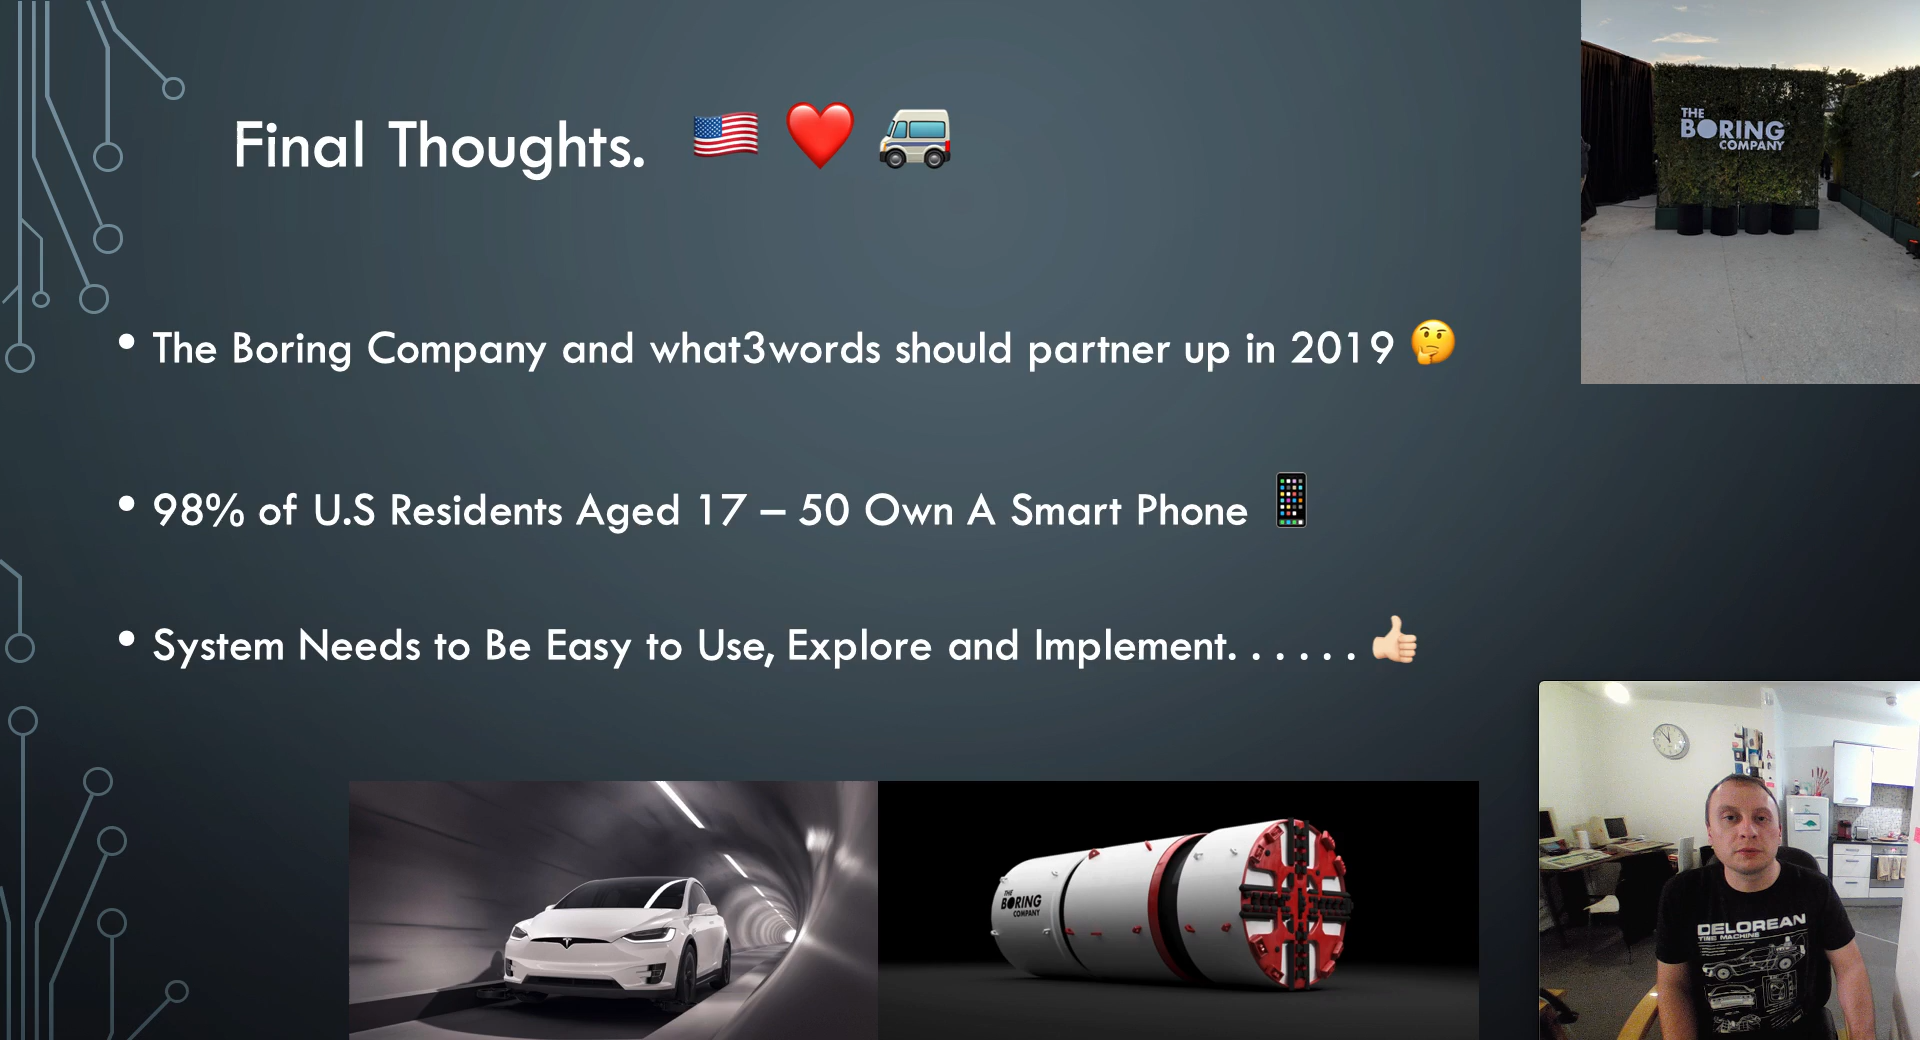 THE
BORING
COMPANY
Final Thoughts. 🇺🇸 ❤️ 🚐
• The Boring Company and what3words should partner up in 2019 🤔
• 98% of U.S Residents Aged 17 – 50 Own A Smart Phone 📱
• System Needs to Be Easy to Use, Explore and Implement. . . . . . 👍🏻
THE
BORING
COMPANY
DELOREAN
TIME MACHINE